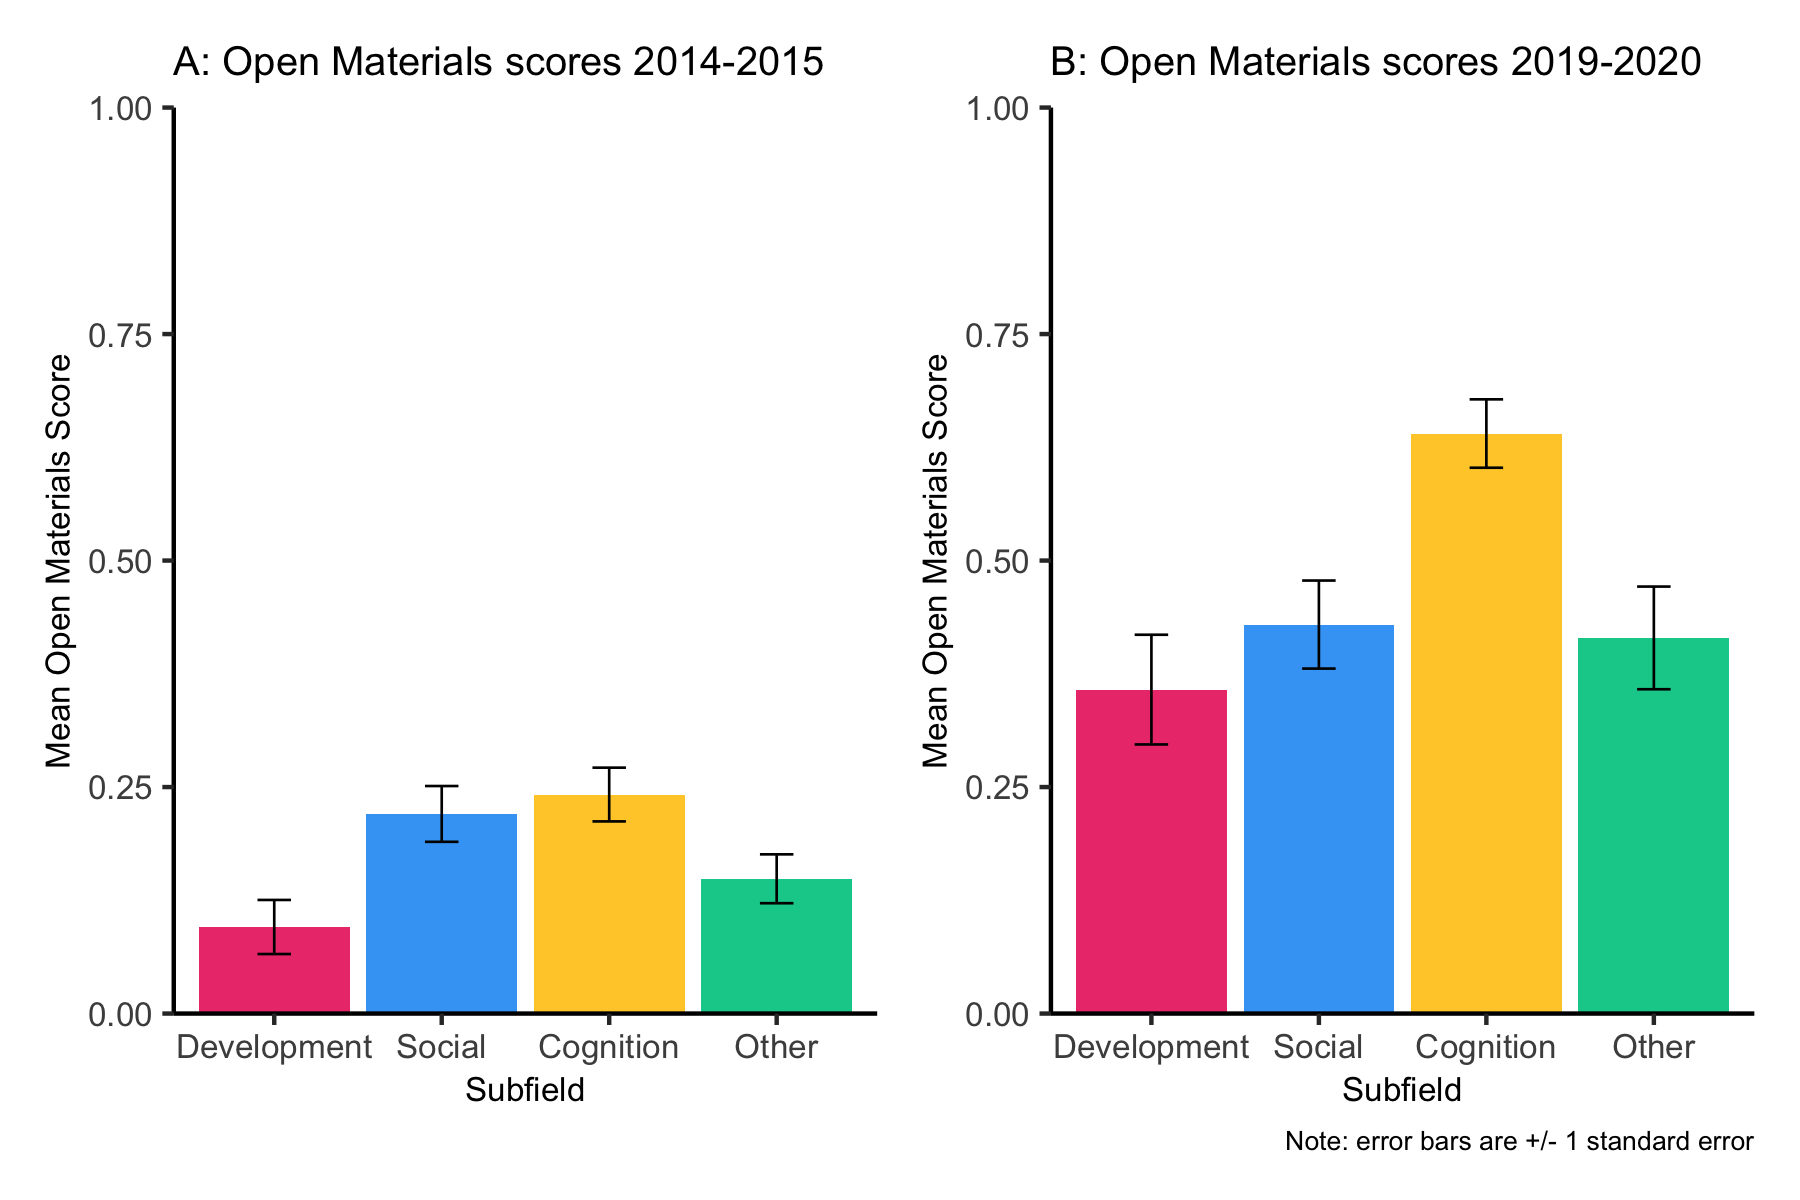 A: Open Materials scores 2014-2015
1.00
0.75
0.50
0.25
0.00
Mean Open Materials Score
Development Social Cognition Other
Subfield
B: Open Materials scores 2019-2020
1.00
0.75
0.50
0.25
0.00
Mean Open Materials Score
Development Social Cognition Other
Subfield
Note: error bars are +/- 1 standard error